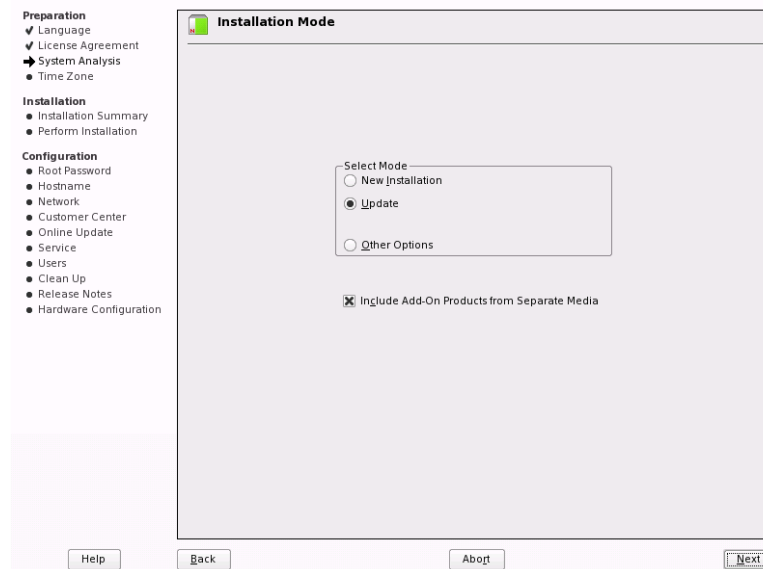 Preparation
Language
License Agreement
System Analysis
Time Zone
Installation
Installation Summary
Perform Installation
Configuration
Root Password
Hostname
Network
Customer Center
Online Update
Service
Users
Clean Up
Release Notes
Hardware Configuration
Installation Mode
Select Mode
New Installation
Update
Other Options
Include Add-On Products from Separate Media
Help
Back
Abort
Next